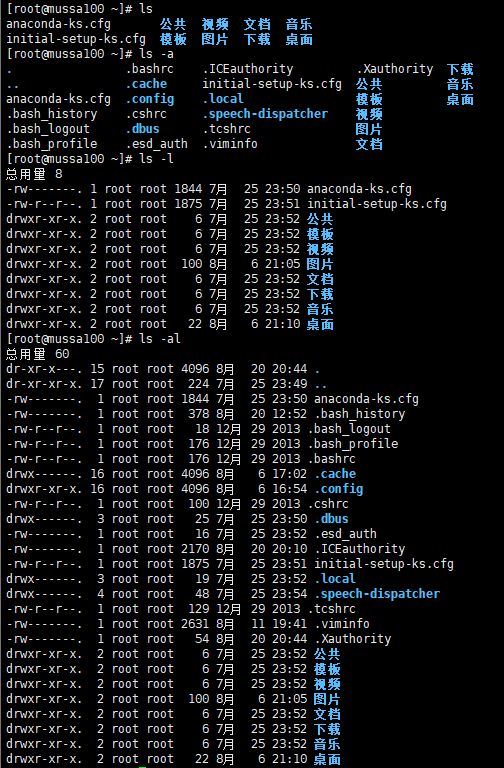 [root@mussa100 ~]# ls
anaconda-ks.cfg 公共 视频 文档 音乐
initial-setup-ks.cfg 模板 图片 下载 桌面
[root@mussa100 ~]# ls -a
. .bashrc .ICEauthority .Xauthority 下载
.. .cache initial-setup-ks.cfg 公共 音乐
anaconda-ks.cfg .config .local 模板 桌面
.bash_history .cshrc .speech-dispatcher 视频
.bash_logout .dbus .tcshrc 图片
.bash_profile .esd_auth .viminfo 文档
[root@mussa100 ~]# ls -l
总用量 8
-rw-------. 1 root root 1844 7月 25 23:50 anaconda-ks.cfg
-rw-r--r--. 1 root root 1875 7月 25 23:51 initial-setup-ks.cfg
drwxr-xr-x. 2 root root 6 7月 25 23:52 公共
drwxr-xr-x. 2 root root 6 7月 25 23:52 模板
drwxr-xr-x. 2 root root 6 7月 25 23:52 视频
drwxr-xr-x. 2 root root 100 8月 6 21:05 图片
drwxr-xr-x. 2 root root 6 7月 25 23:52 文档
drwxr-xr-x. 2 root root 6 7月 25 23:52 下载
drwxr-xr-x. 2 root root 6 7月 25 23:52 音乐
drwxr-xr-x. 2 root root 22 8月 6 21:10 桌面
[root@mussa100 ~]# ls -al
总用量 60
dr-xr-x---. 15 root root 4096 8月 20 20:44 .
dr-xr-xr-x. 17 root root 224 7月 25 23:49 ..
-rw-------. 1 root root 1844 7月 25 23:50 anaconda-ks.cfg
-rw-------. 1 root root 378 8月 20 12:52 .bash_history
-rw-r--r--. 1 root root 18 12月 29 2013 .bash_logout
-rw-r--r--. 1 root root 176 12月 29 2013 .bash_profile
-rw-r--r--. 1 root root 176 12月 29 2013 .bashrc
drwx------. 16 root root 4096 8月 6 17:02 .cache
drwxr-xr-x. 16 root root 4096 8月 6 16:54 .config
-rw-r--r--. 1 root root 100 12月 29 2013 .cshrc
drwx------. 3 root root 25 7月 25 23:50 .dbus
-rw-------. 1 root root 16 7月 25 23:52 .esd_auth
-rw-------. 1 root root 2170 8月 20 20:10 .ICEauthority
-rw-r--r--. 1 root root 1875 7月 25 23:51 initial-setup-ks.cfg
drwx------. 3 root root 19 7月 25 23:52 .local
drwx------. 4 root root 48 7月 25 23:54 .speech-dispatcher
-rw-r--r--. 1 root root 129 12月 29 2013 .tcshrc
-rw-------. 1 root root 2631 8月 11 19:41 .viminfo
-rw-------. 1 root root 54 8月 20 20:44 .Xauthority
drwxr-xr-x. 2 root root 6 7月 25 23:52 公共
drwxr-xr-x. 2 root root 6 7月 25 23:52 模板
drwxr-xr-x. 2 root root 6 7月 25 23:52 视频
drwxr-xr-x. 2 root root 100 8月 6 21:05 图片
drwxr-xr-x. 2 root root 6 7月 25 23:52 文档
drwxr-xr-x. 2 root root 6 7月 25 23:52 下载
drwxr-xr-x. 2 root root 6 7月 25 23:52 音乐
drwxr-xr-x. 2 root root 22 8月 6 21:10 桌面